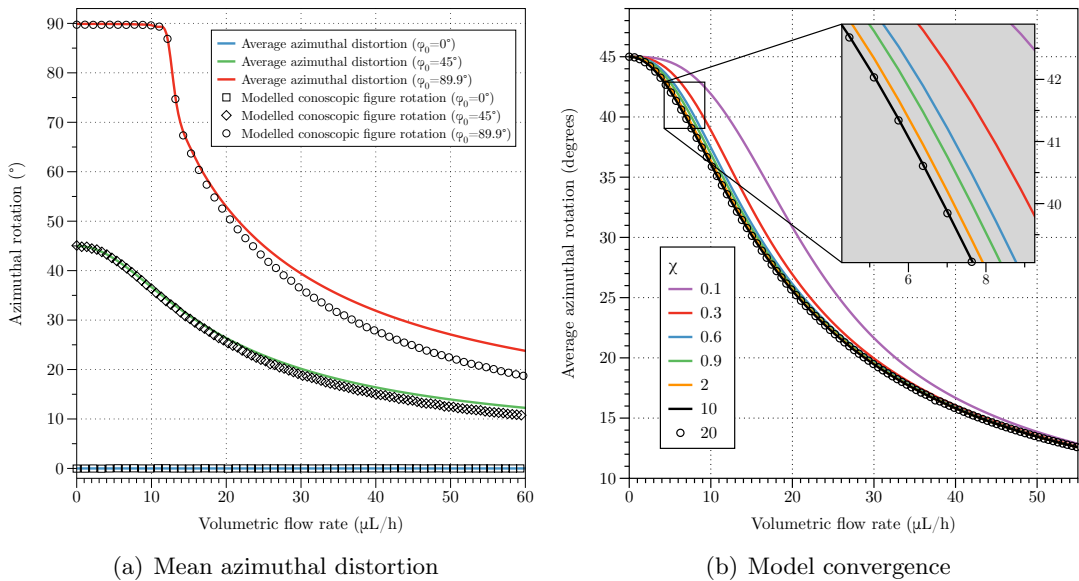 90
80
70
60
50
40
30
20
10
0
Azimuthal rotation (°)
Average azimuthal distortion (φ₀=0°)
Average azimuthal distortion (φ₀=45°)
Average azimuthal distortion (φ₀=89.9°)
Modelled conoscopic figure rotation (φ₀=0°)
Modelled conoscopic figure rotation (φ₀=45°)
Modelled conoscopic figure rotation (φ₀=89.9°)
0 10 20 30 40 50 60
Volumetric flow rate (μL/h)
(a) Mean azimuthal distortion
45
40
35
30
25
20
15
10
Average azimuthal rotation (degrees)
42
41
40
6 8
χ
0.1
0.3
0.6
0.9
2
10
20
0 10 20 30 40 50
Volumetric flow rate (μL/h)
(b) Model convergence